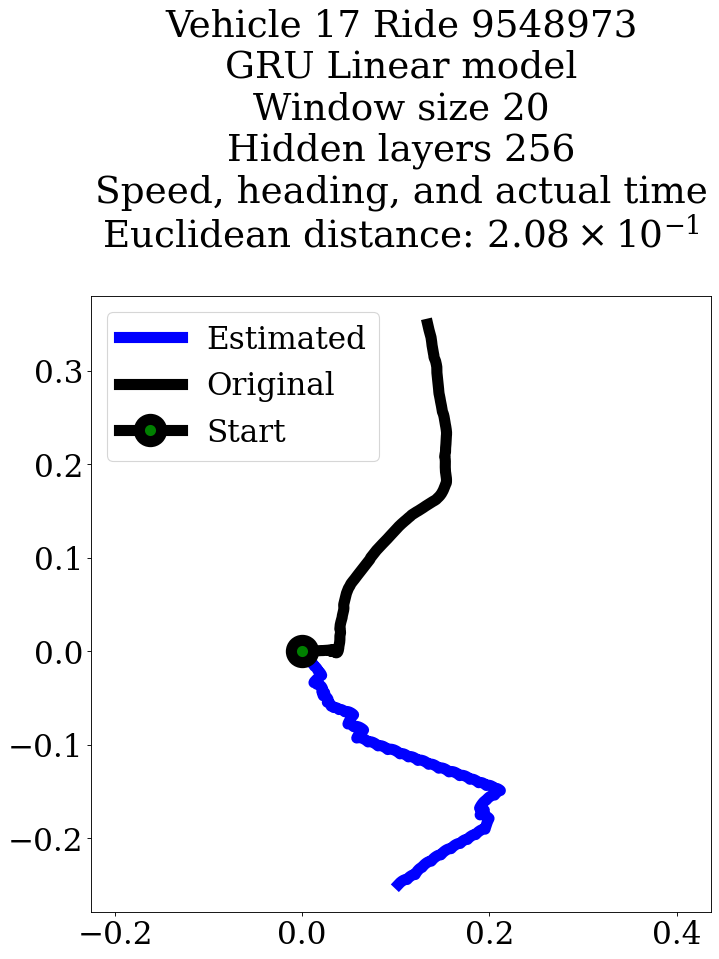 Vehicle 17 Ride 9548973
GRU Linear model
Window size 20
Hidden layers 256
Speed, heading, and actual time
Euclidean distance: 2.08 × 10⁻¹
Estimated
Original
Start
0.3
0.2
0.1
0.0
−0.1
−0.2
−0.2 0.0 0.2 0.4